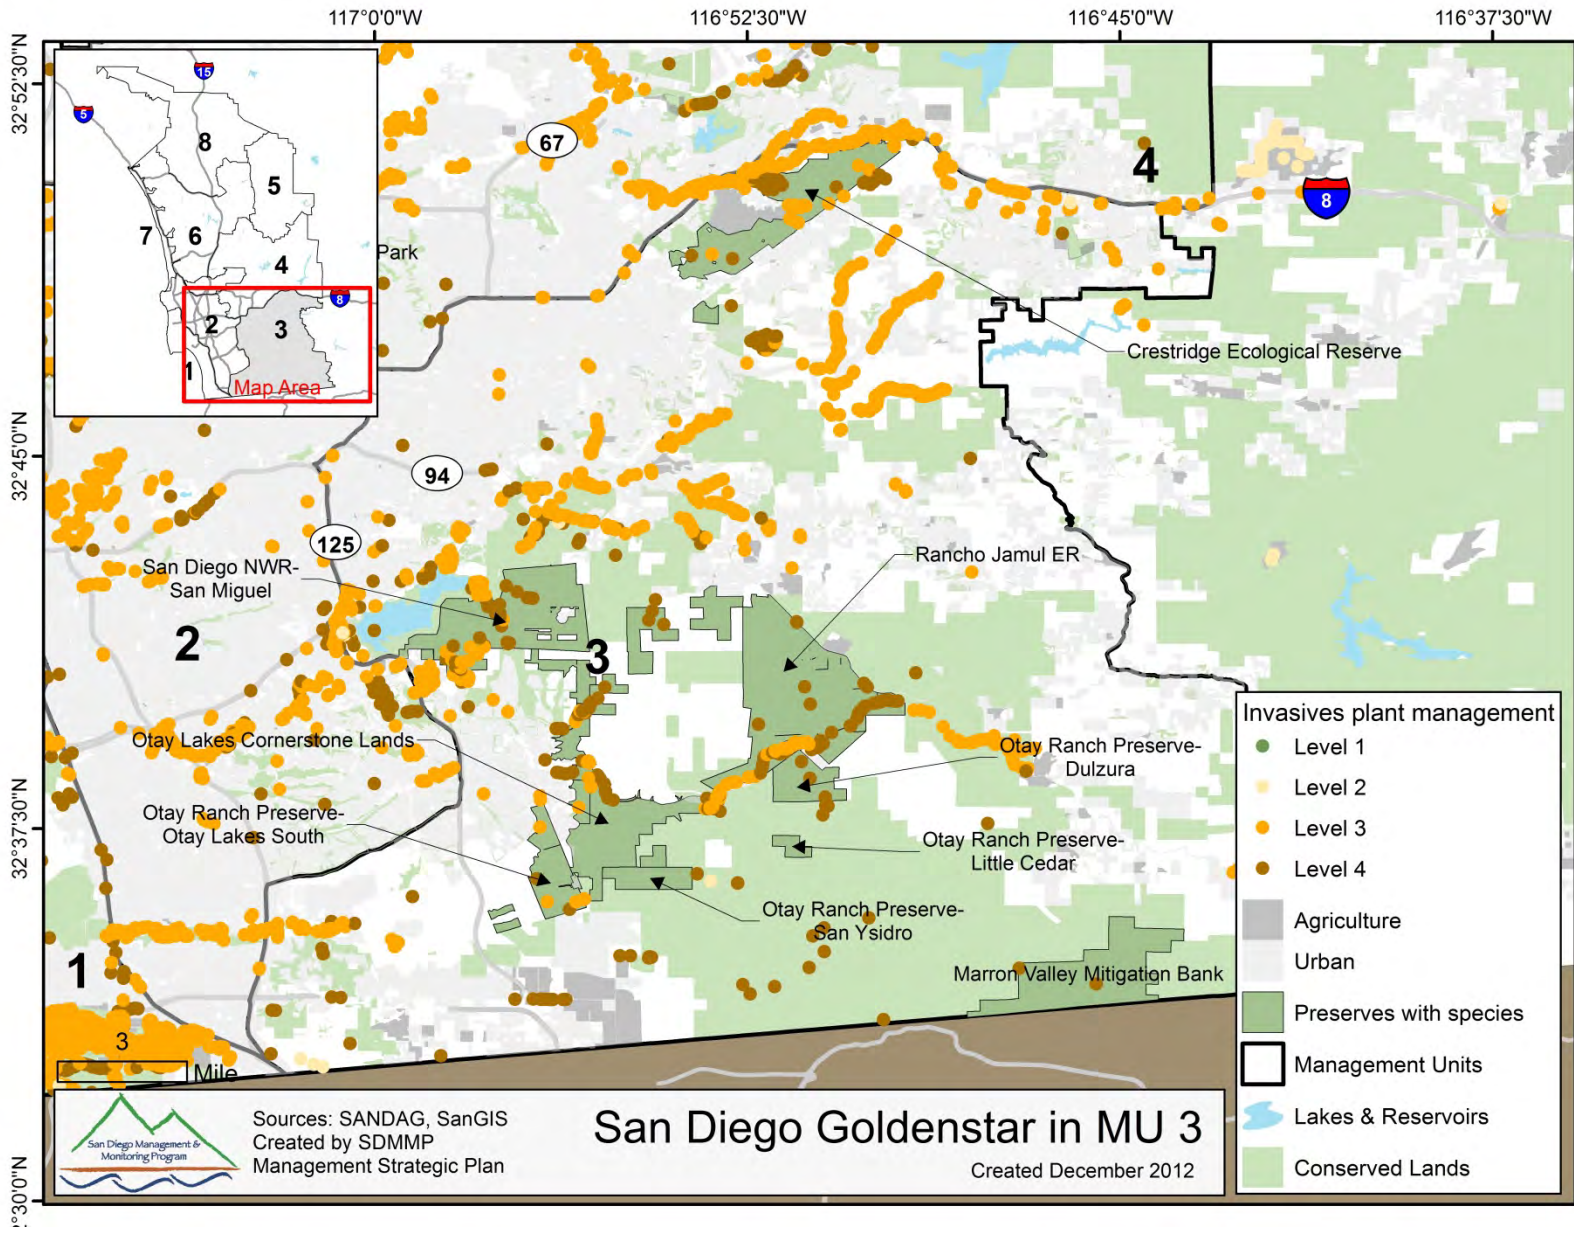 117°0'0"W
116°52'30"W
116°45'0"W
116°37'30"W
32°52'30"N
32°45'0"N
32°37'30"N
2°30'0"N
15
5
8
5
7
6
4
8
2
3
1
Map Area
67
4
8
Park
Crestridge Ecological Reserve
94
125
San Diego NWR-
San Miguel
Rancho Jamul ER
2
3
Otay Lakes Cornerstone Lands
Otay Ranch Preserve-
Dulzura
Otay Ranch Preserve-
Otay Lakes South
Otay Ranch Preserve-
Little Cedar
Otay Ranch Preserve-
San Ysidro
1
Marron Valley Mitigation Bank
3
Mile
Invasives plant management
Level 1
Level 2
Level 3
Level 4
Agriculture
Urban
Preserves with species
Management Units
Lakes & Reservoirs
Conserved Lands
San Diego Management &
Monitoring Program
Sources: SANDAG, SanGIS
Created by SDMMP
Management Strategic Plan
San Diego Goldenstar in MU 3
Created December 2012